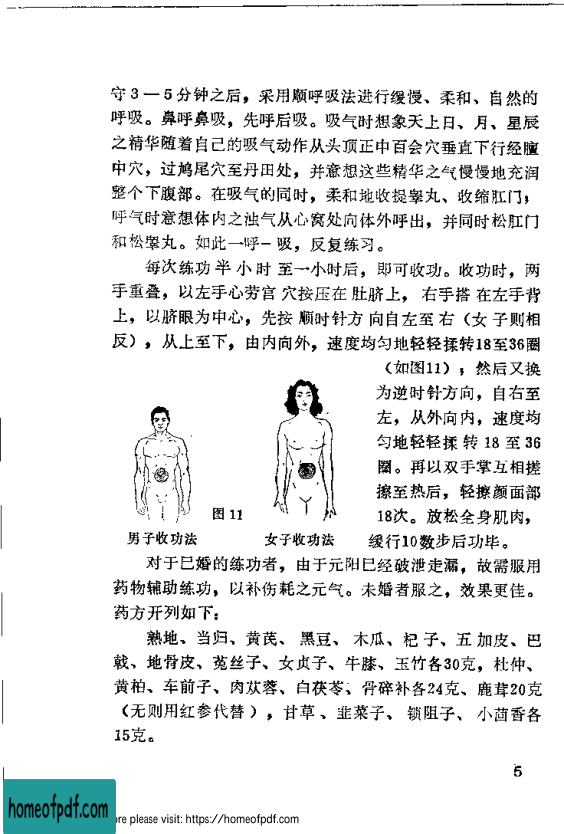 守3—5分钟之后，采用顺呼吸法进行缓慢、柔和、自然的
呼吸。鼻呼鼻吸，先呼后吸。吸气时想象天上日、月、星辰
之精华随着自己的吸气动作从头顶正中百会穴垂直下行经膻
中穴，过鸠尾穴至丹田处，并意想这些精华之气慢慢地充润
整个下腹部。在吸气的同时，柔和地收提睾丸、收缩肛门；
呼气时意想体内之浊气从心窝处向体外呼出，并同时松肛门
和松睾丸。如此一呼一吸，反复练习。
每次练功半小时至一小时后，即可收功。收功时，两
手重叠，以左手心劳宫穴按压在肚脐上，右手搭在左手背
上，以脐眼为中心，先按顺时针方向自左至右（女子则相
反），从上至下，由内向外，速度均匀地轻轻揉转18至36圈
（如图11）；然后又换
为逆时针方向，自右至
左，从外向内，速度均
匀地轻轻揉转18至36
圈。再以双手掌互相搓
擦至热后，轻擦颜面部
18次。放松全身肌肉，
缓行10数步后功毕。
图11
男子收功法 女子收功法
对于已婚的练功者，由于元阳已经破泄走漏，故需服用
药物辅助练功，以补伤耗之元气。未婚者服之，效果更佳。
药方开列如下：
熟地、当归、黄芪、黑豆、木瓜、杞子、五加皮、巴
戟、地骨皮、菟丝子、女贞子、牛膝、玉竹各30克，杜仲、
黄柏、车前子、肉苁蓉、白茯苓、骨碎补各24克、鹿茸20克
（无则用红参代替），甘草、韭菜子、锁阻子、小茴香各
15克。
5
homeofpdf.com
re please visit: https://homeofpdf.com